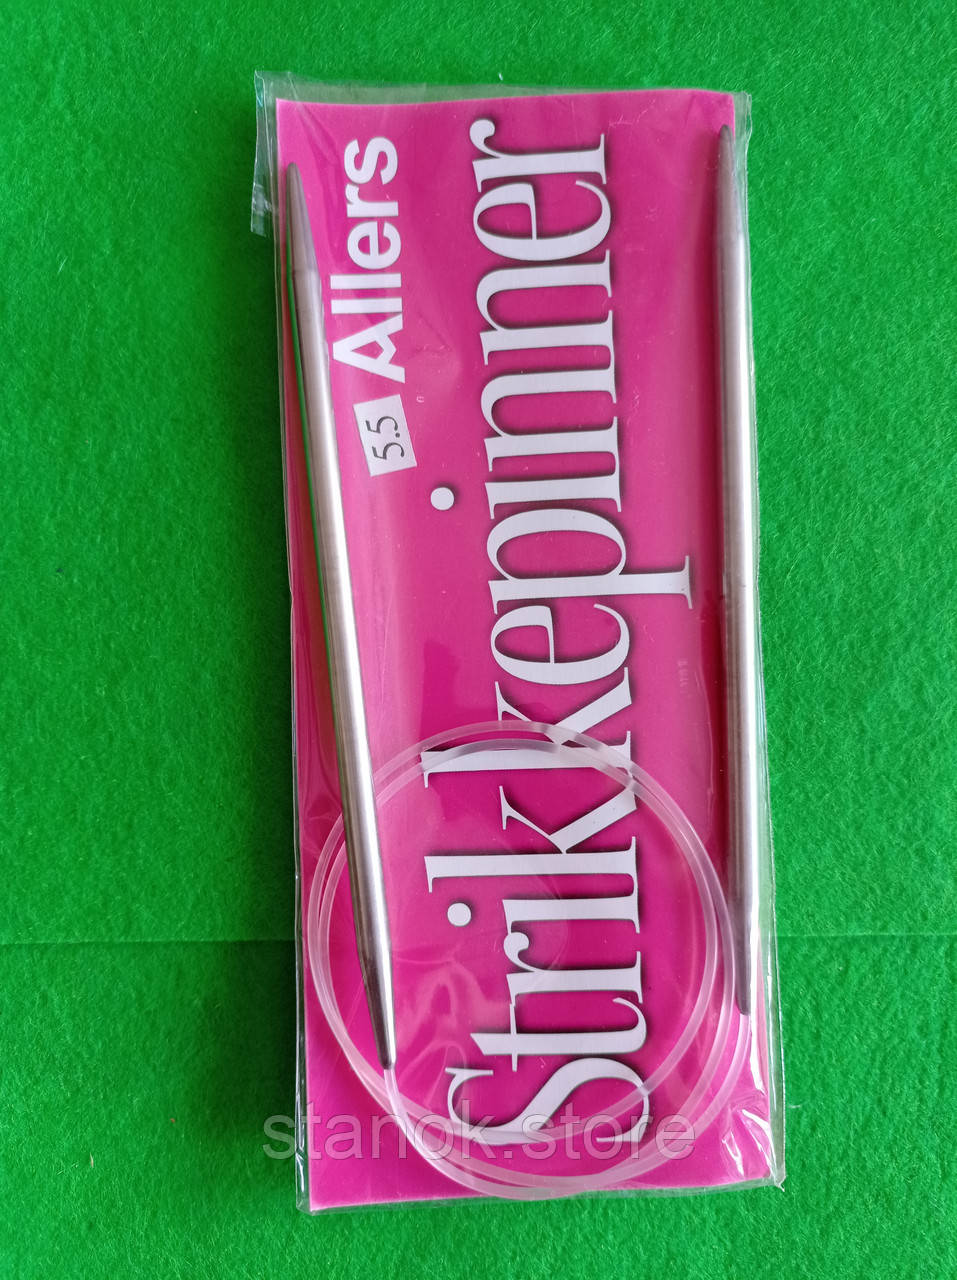 Allers
5.5
Strikkepinner
stanok.store